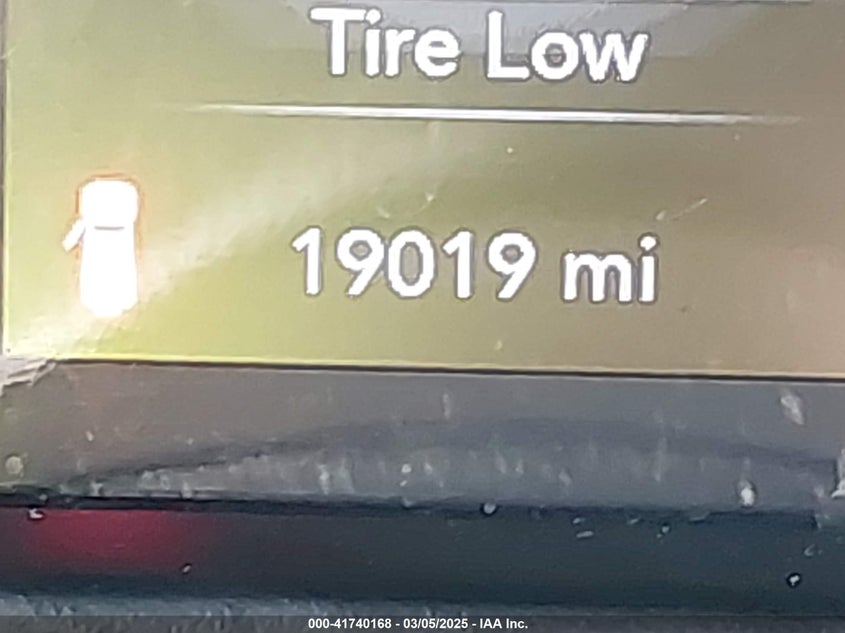 Tire Low
19019 mi
000-41740168 - 03/05/2025 - IAA Inc.